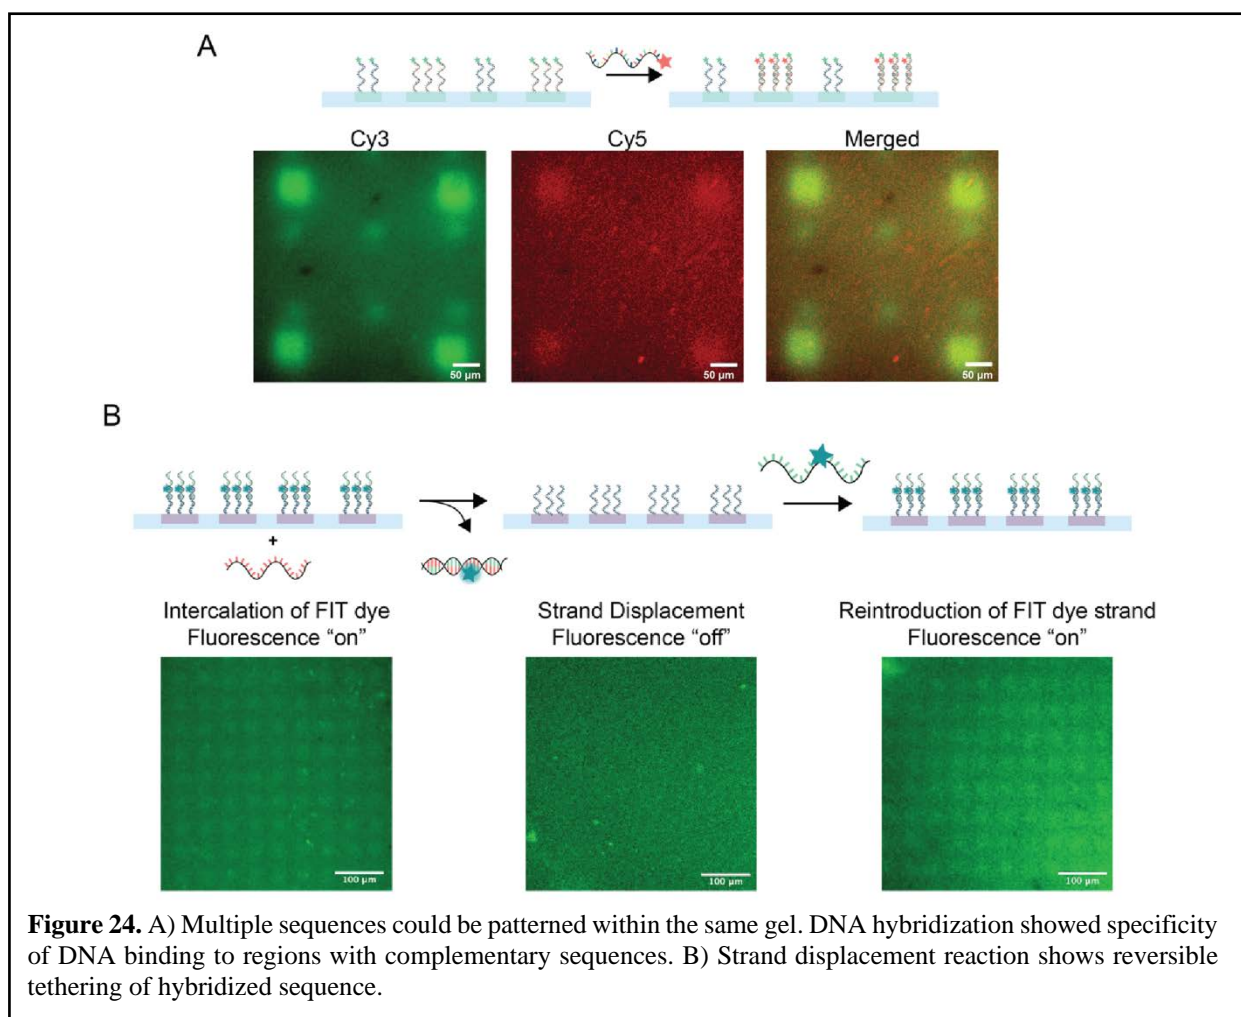 A
Cy3
Cy5
Merged
50 µm
50 µm
50 µm
B
+
Intercalation of FIT dye
Fluorescence “on”
Strand Displacement
Fluorescence “off”
Reintroduction of FIT dye strand
Fluorescence “on”
100 µm
100 µm
100 µm
Figure 24. A) Multiple sequences could be patterned within the same gel. DNA hybridization showed specificity
of DNA binding to regions with complementary sequences. B) Strand displacement reaction shows reversible
tethering of hybridized sequence.